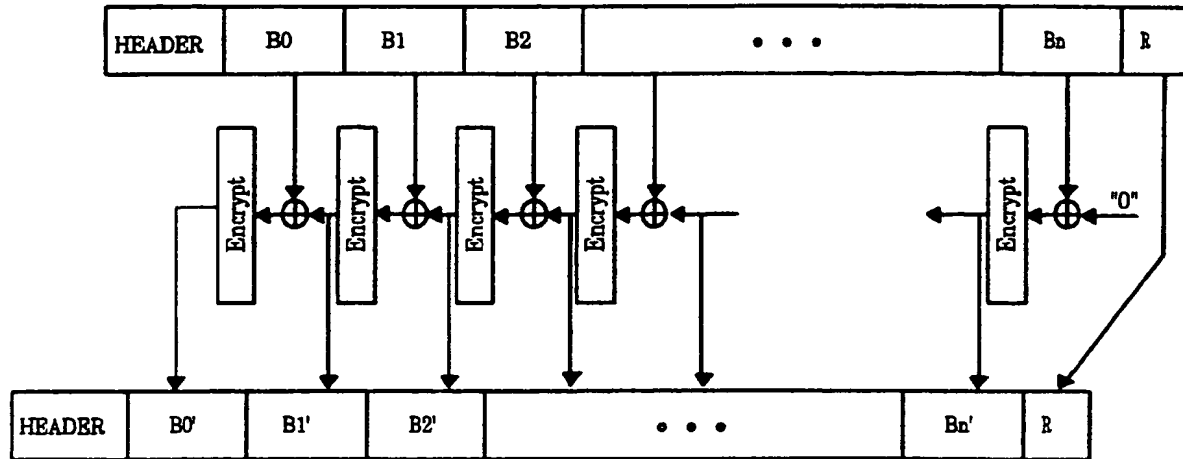 HEADER B0 B1 B2 • • • Bn R
Encrypt Encrypt Encrypt Encrypt Encrypt "0"
HEADER B0' B1' B2' • • • Bn' R